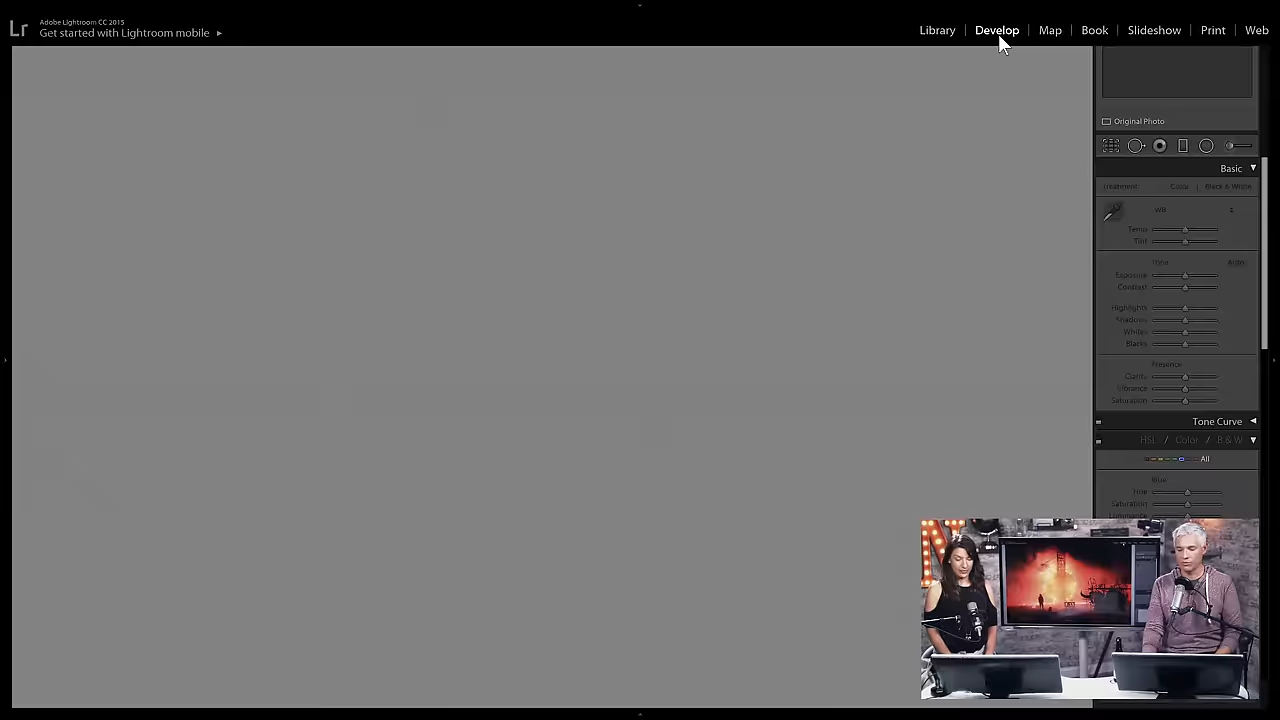 Lr
Adobe Lightroom CC 2015
Get started with Lightroom mobile ▸
Library | Develop | Map | Book | Slideshow | Print | Web
Original Photo
Basic
Treatment: Color | Black & White
WB
Temp
Tint
Tone Auto
Exposure
Contrast
Highlights
Shadows
Whites
Blacks
Presence
Clarity
Vibrance
Saturation
Tone Curve
HSL / Color / B & W
All
Blue
Hue
Saturation
Luminance